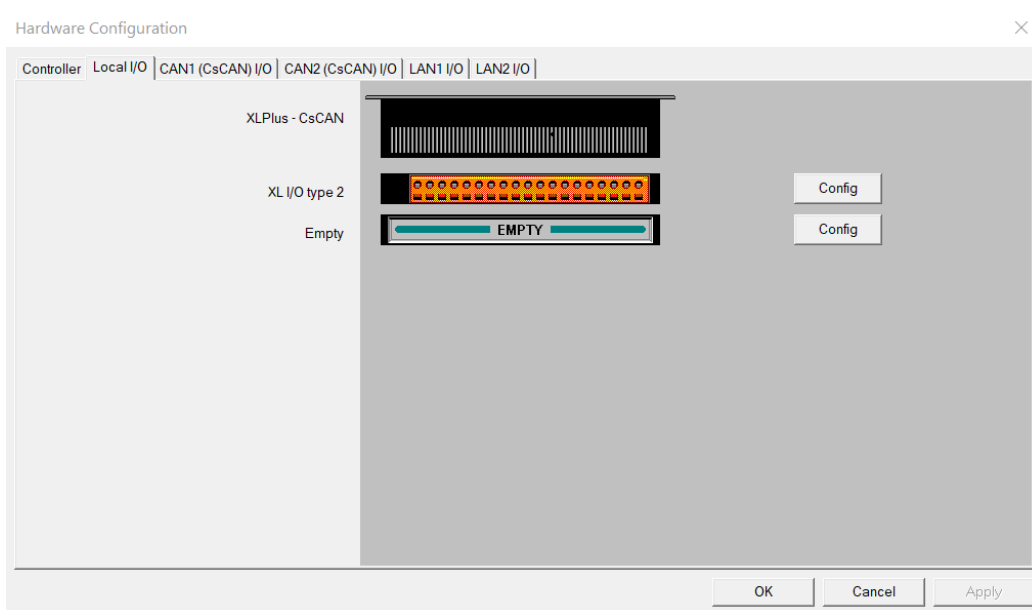 Hardware Configuration
Controller Local I/O CAN1 (CsCAN) I/O CAN2 (CsCAN) I/O LAN1 I/O LAN2 I/O
XLPlus - CsCAN
XL I/O type 2 Config
Empty EMPTY Config
OK Cancel Apply